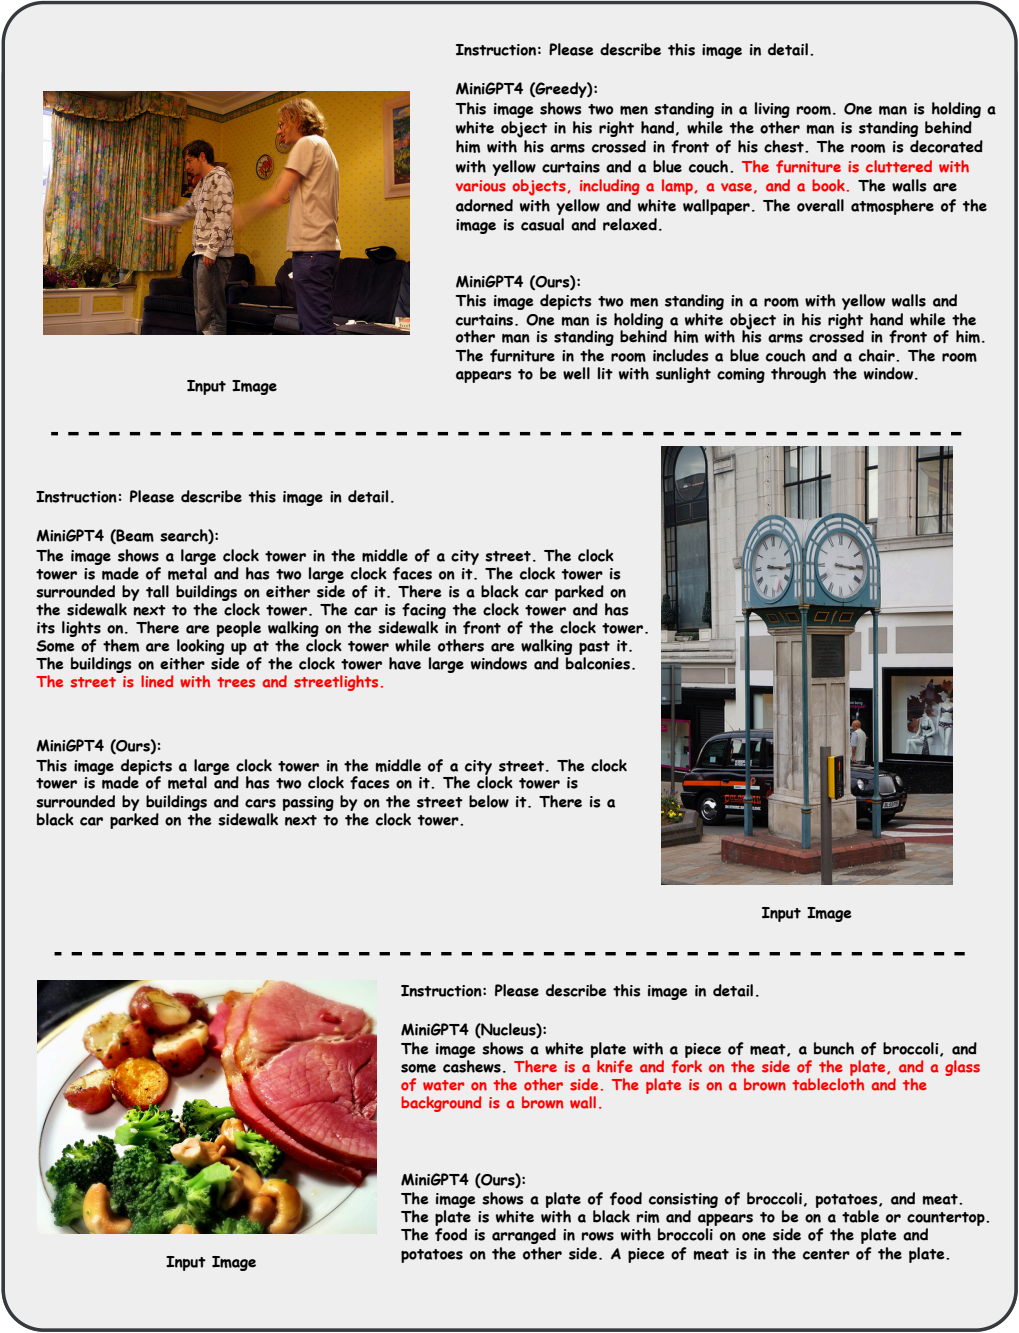 Instruction: Please describe this image in detail.
MiniGPT4 (Greedy):
This image shows two men standing in a living room. One man is holding a
white object in his right hand, while the other man is standing behind
him with his arms crossed in front of his chest. The room is decorated
with yellow curtains and a blue couch. The furniture is cluttered with
various objects, including a lamp, a vase, and a book. The walls are
adorned with yellow and white wallpaper. The overall atmosphere of the
image is casual and relaxed.
MiniGPT4 (Ours):
This image depicts two men standing in a room with yellow walls and
curtains. One man is holding a white object in his right hand while the
other man is standing behind him with his arms crossed in front of him.
The furniture in the room includes a blue couch and a chair. The room
appears to be well lit with sunlight coming through the window.
Input Image
Instruction: Please describe this image in detail.
MiniGPT4 (Beam search):
The image shows a large clock tower in the middle of a city street. The clock
tower is made of metal and has two large clock faces on it. The clock tower is
surrounded by tall buildings on either side of it. There is a black car parked on
the sidewalk next to the clock tower. The car is facing the clock tower and has
its lights on. There are people walking on the sidewalk in front of the clock tower.
Some of them are looking up at the clock tower while others are walking past it.
The buildings on either side of the clock tower have large windows and balconies.
The street is lined with trees and streetlights.
MiniGPT4 (Ours):
This image depicts a large clock tower in the middle of a city street. The clock
tower is made of metal and has two clock faces on it. The clock tower is
surrounded by buildings and cars passing by on the street below it. There is a
black car parked on the sidewalk next to the clock tower.
Input Image
Instruction: Please describe this image in detail.
MiniGPT4 (Nucleus):
The image shows a white plate with a piece of meat, a bunch of broccoli, and
some cashews. There is a knife and fork on the side of the plate, and a glass
of water on the other side. The plate is on a brown tablecloth and the
background is a brown wall.
MiniGPT4 (Ours):
The image shows a plate of food consisting of broccoli, potatoes, and meat.
The plate is white with a black rim and appears to be on a table or countertop.
The food is arranged in rows with broccoli on one side of the plate and
potatoes on the other side. A piece of meat is in the center of the plate.
Input Image